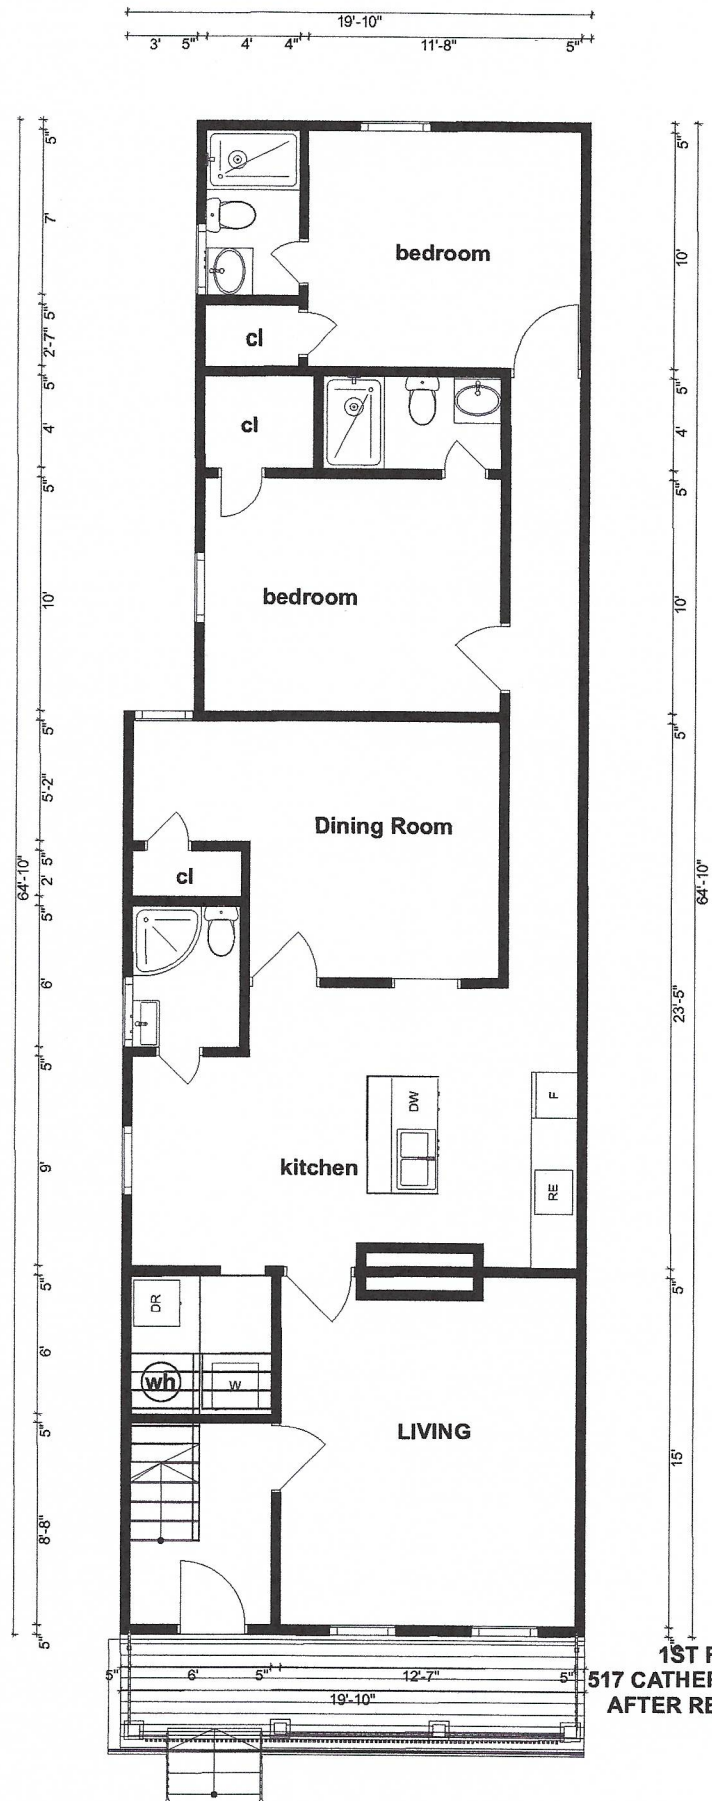 19'-10"
3' 5" 4' 4" 11'-8" 5"
5"
7'
5"
2'-7"
5"
4'
5"
10'
5"
5'-2"
5"
2'
5"
6'
5"
9'
5"
6'
5"
8'-8"
5"
64'-10"
bedroom
cl
cl
bedroom
Dining Room
cl
DW
F
kitchen
RE
DR
wh
W
LIVING
5"
10'
5"
4'
5"
10'
5"
23'-5"
5"
15'
64'-10"
5" 6' 5" 12'-7" 5"
19'-10"
1ST
517 CATHER
AFTER RE